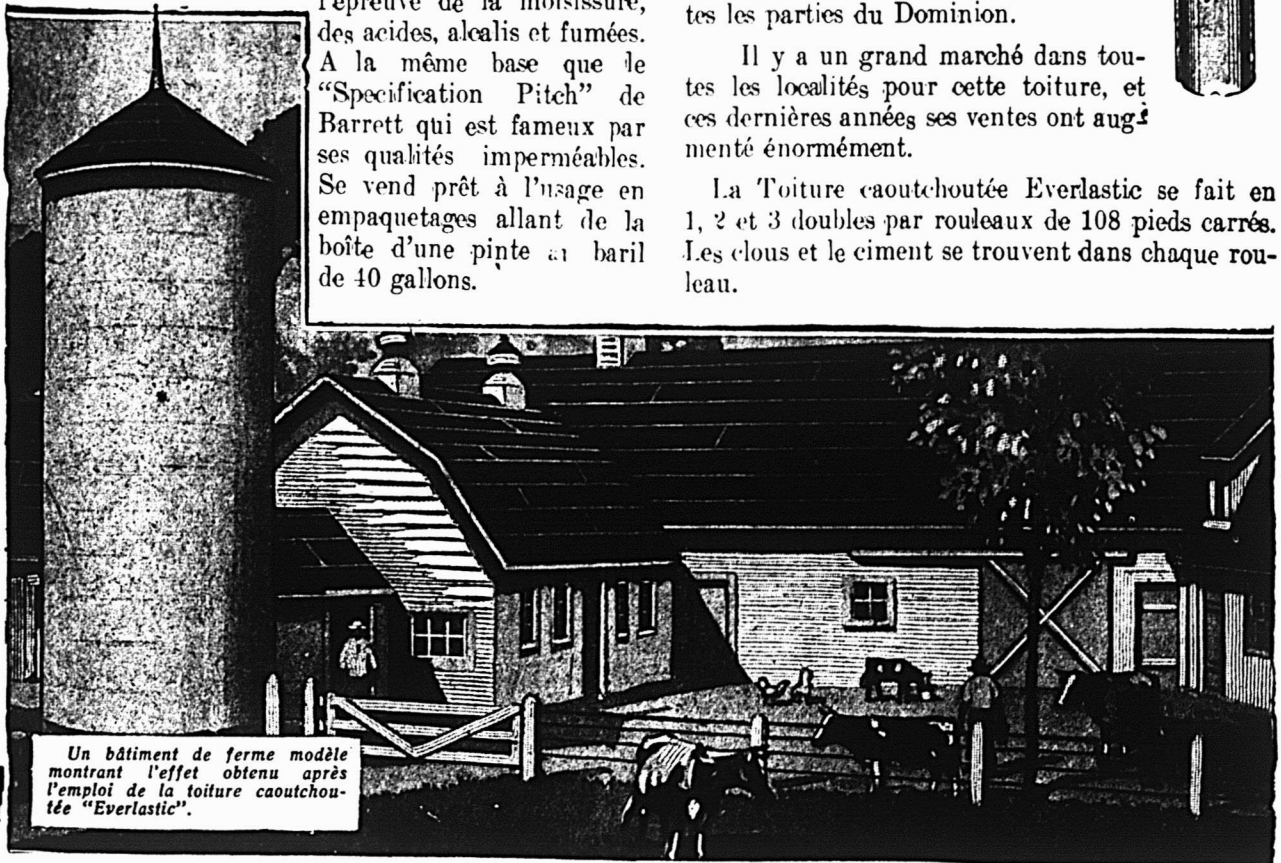 l'épreuve de la moisissure,
des acides, alcalis et fumées.
A la même base que le
“Specification Pitch” de
Barrett qui est fameux par
ses qualités imperméables.
Se vend prêt à l'usage en
empaquetages allant de la
boîte d'une pinte au baril
de 40 gallons.
tes les parties du Dominion.
Il y a un grand marché dans tou-
tes les localités pour cette toiture, et
ces dernières années ses ventes ont aug-
menté énormément.
La Toiture caoutchoutée Everlastic se fait en
1, 2 et 3 doubles par rouleaux de 108 pieds carrés.
Les clous et le ciment se trouvent dans chaque rou-
leau.
Un bâtiment de ferme modèle
montrant l'effet obtenu après
l'emploi de la toiture caoutchou-
tée “Everlastic”.